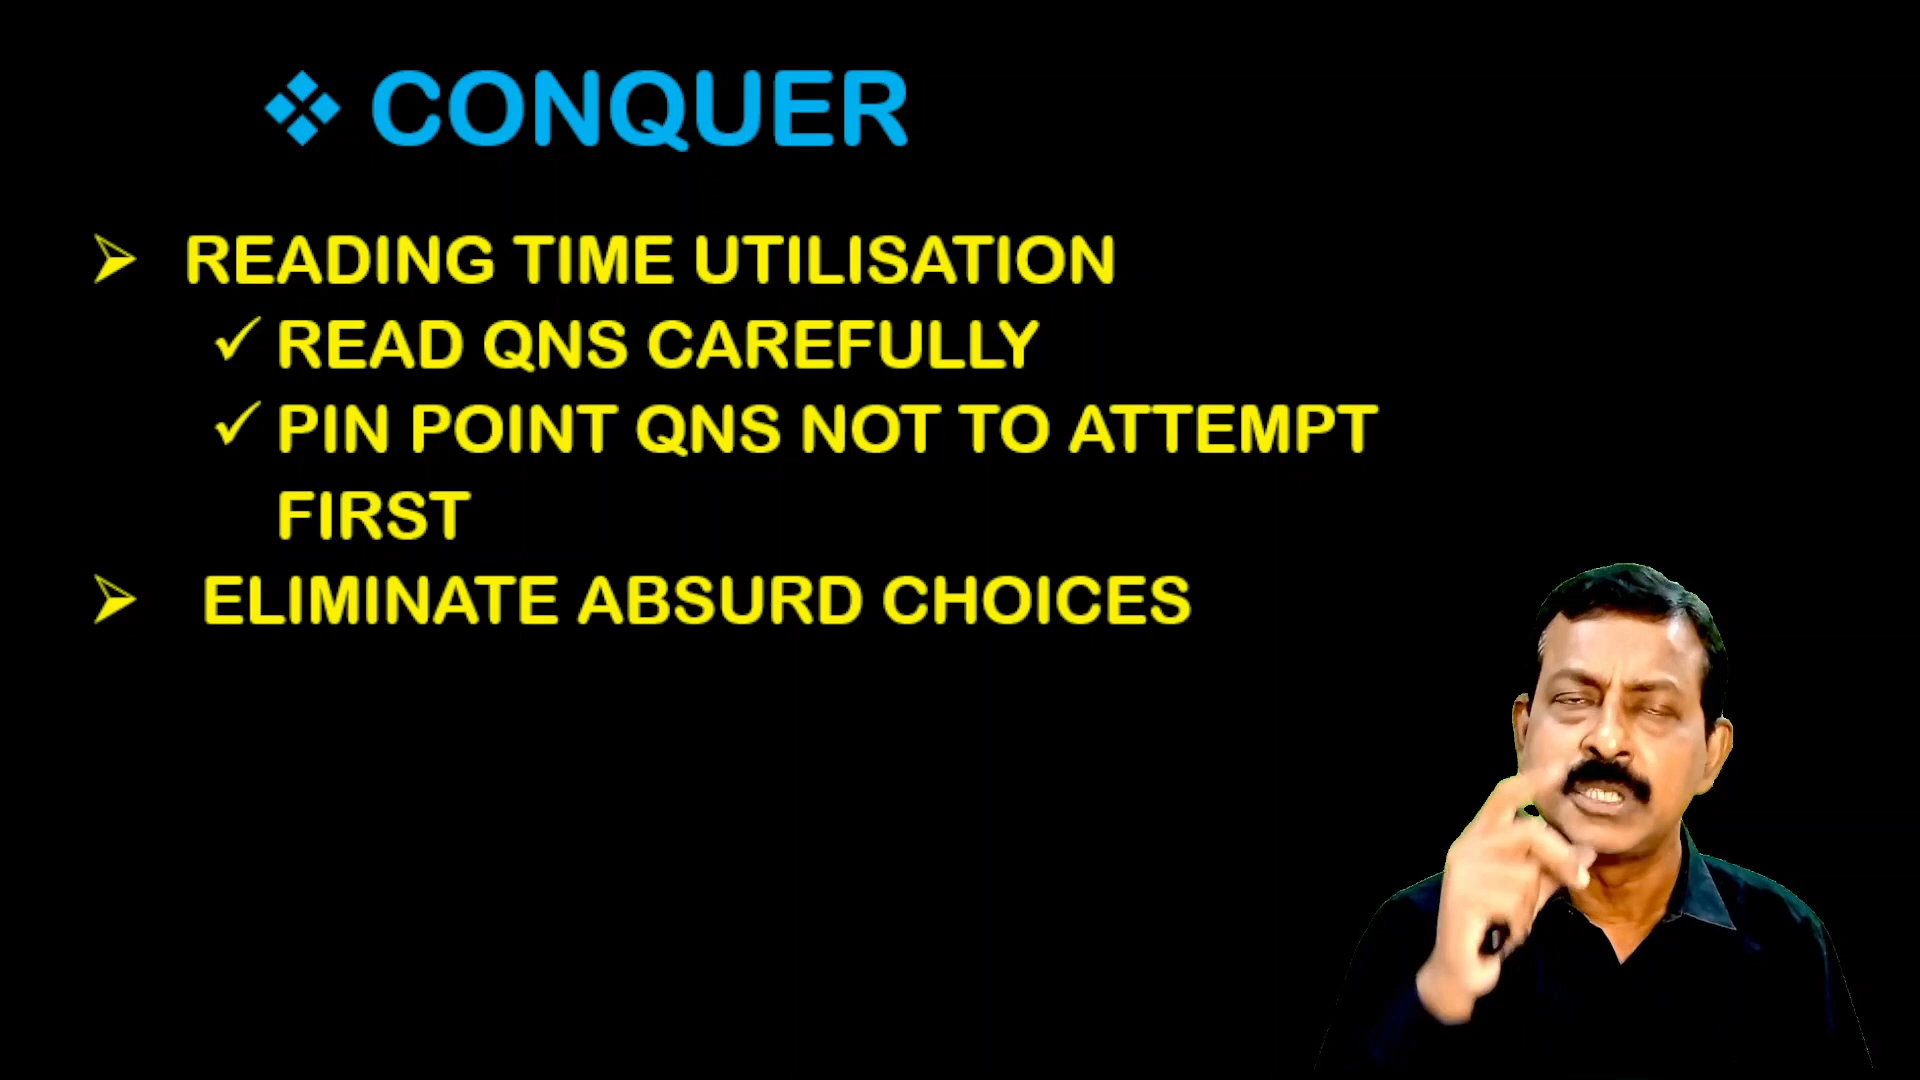 ❖ CONQUER
➢ READING TIME UTILISATION
✓ READ QNS CAREFULLY
✓ PIN POINT QNS NOT TO ATTEMPT
FIRST
➢ ELIMINATE ABSURD CHOICES